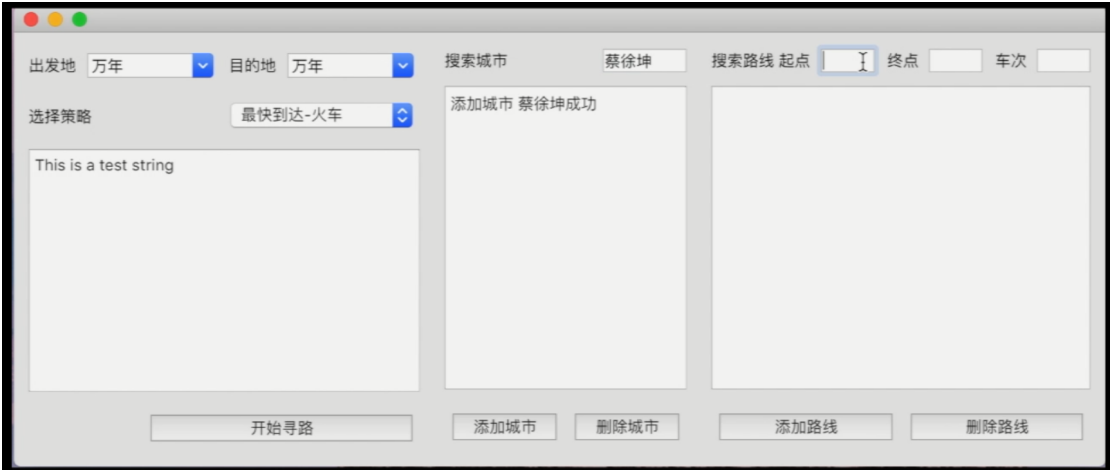 出发地 万年 目的地 万年
选择策略 最快到达-火车
This is a test string
开始寻路
搜索城市 蔡徐坤
添加城市 蔡徐坤成功
添加城市 删除城市
搜索路线 起点 终点 车次
添加路线 删除路线